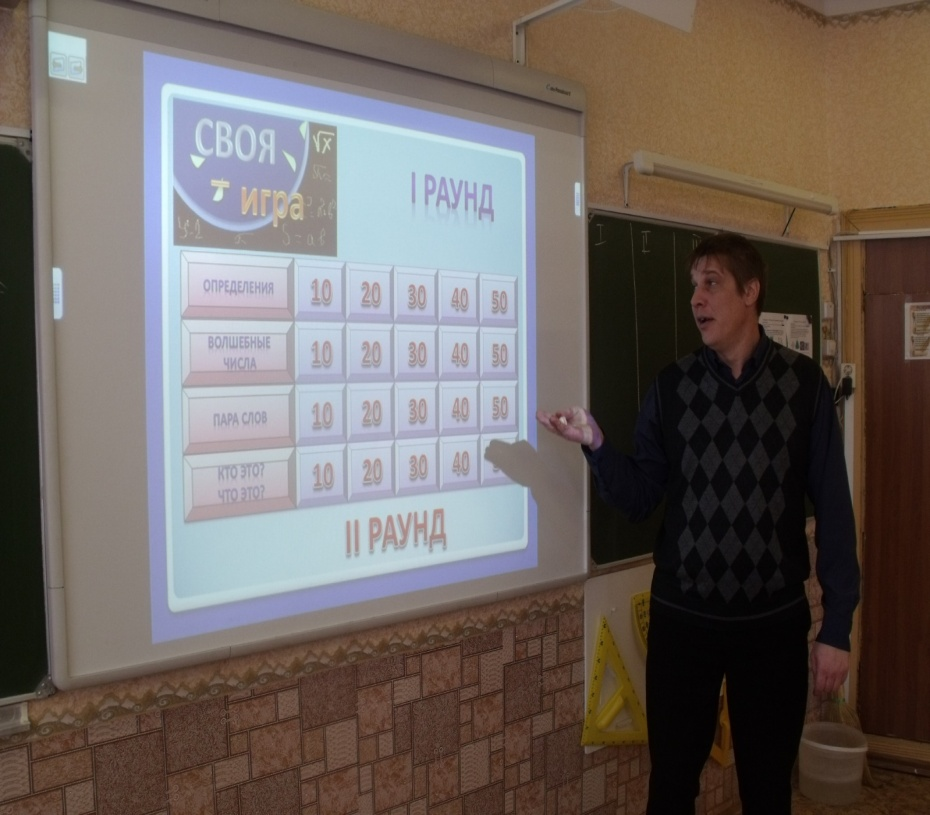 СВОЯ
игра
√x
I РАУНД
ОПРЕДЕЛЕНИЯ 10 20 30 40 50
ВОЛШЕБНЫЕ
ЧИСЛА 10 20 30 40 50
ПАРА СЛОВ 10 20 30 40 50
КТО ЭТО?
ЧТО ЭТО? 10 20 30 40
II РАУНД
I II